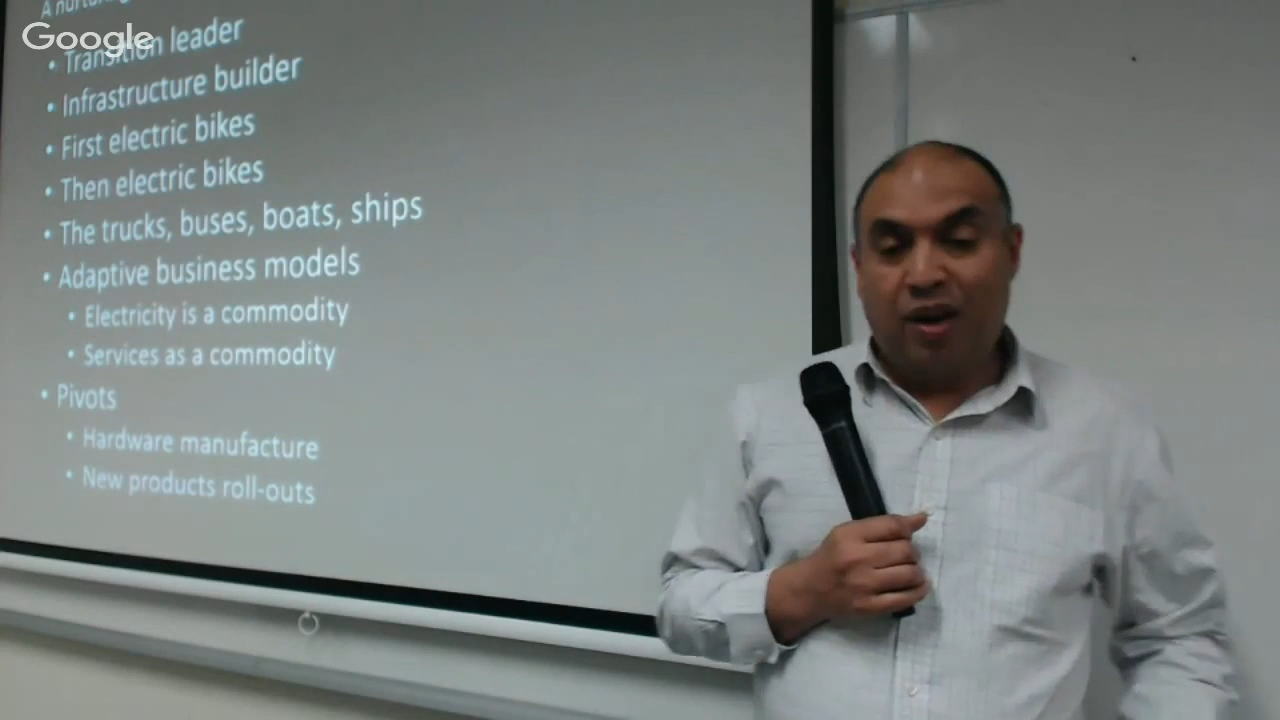 A
Google
• Transition leader
• Infrastructure builder
• First electric bikes
• Then electric bikes
• The trucks, buses, boats, ships
• Adaptive business models
• Electricity is a commodity
• Services as a commodity
• Pivots
• Hardware manufacture
• New products roll-outs